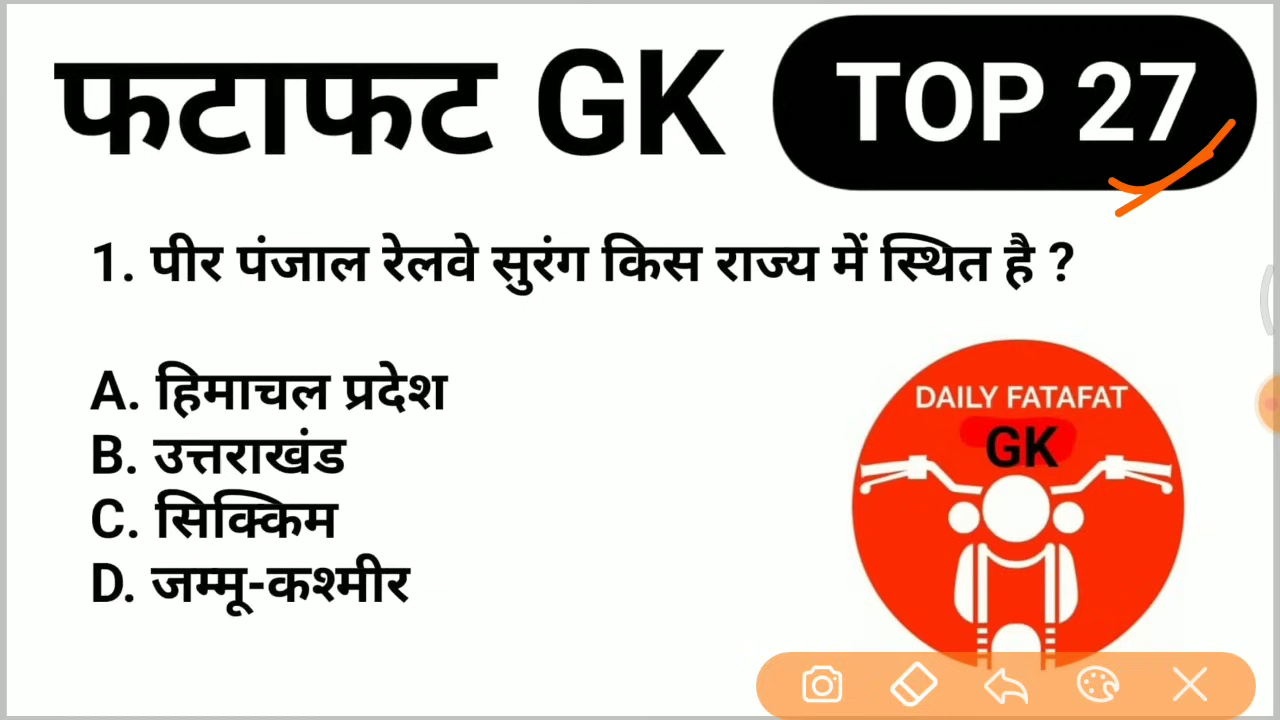 फटाफट GK TOP 27
1. पीर पंजाल रेलवे सुरंग किस राज्य में स्थित है ?
A. हिमाचल प्रदेश
B. उत्तराखंड
C. सिक्किम
D. जम्मू-कश्मीर
DAILY FATAFAT
GK